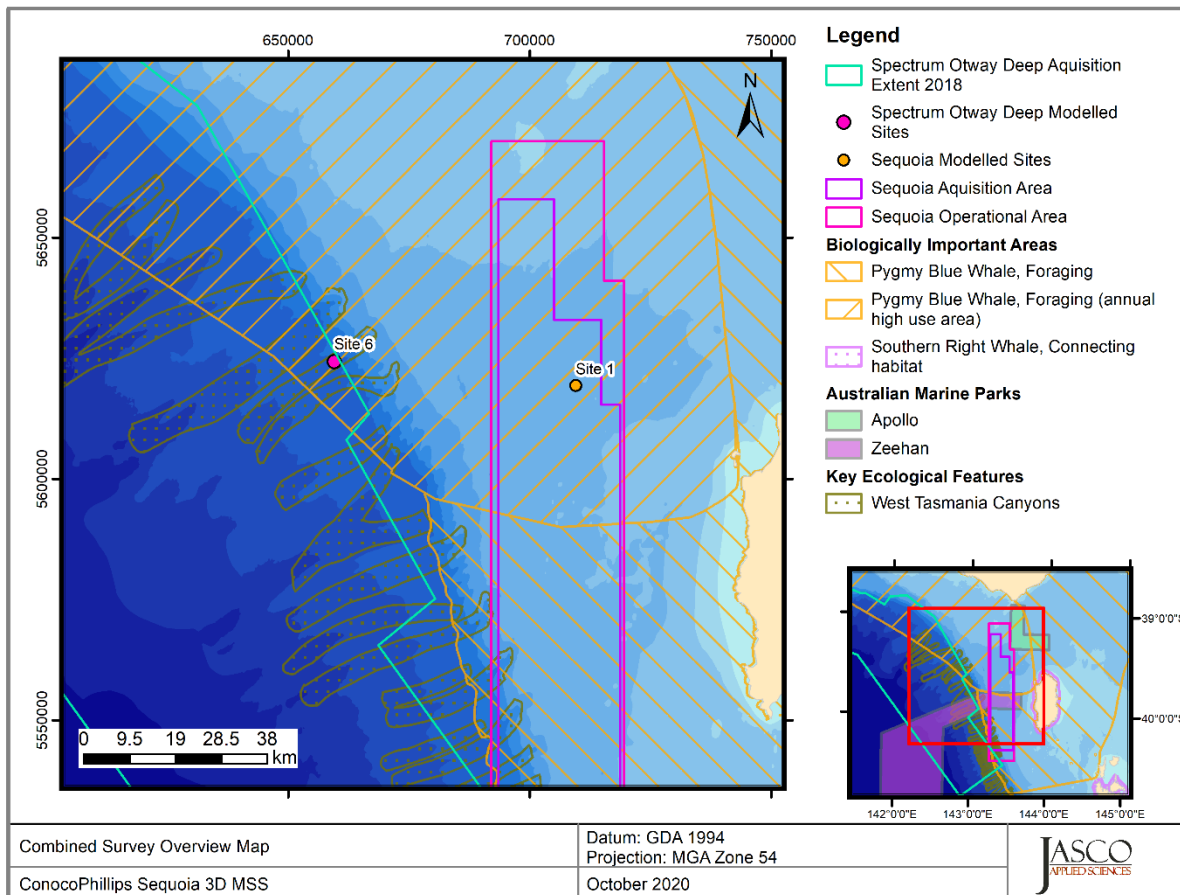 650000
700000
750000
N
5850000
Site 6
Site 1
5600000
5550000
0 9.5 19 28.5 38
km
Legend
Spectrum Otway Deep Aquisition
Extent 2018
Spectrum Otway Deep Modelled
Sites
Sequoia Modelled Sites
Sequoia Aquisition Area
Sequoia Operational Area
Biologically Important Areas
Pygmy Blue Whale, Foraging
Pygmy Blue Whale, Foraging (annual
high use area)
Southern Right Whale, Connecting
habitat
Australian Marine Parks
Apollo
Zeehan
Key Ecological Features
West Tasmania Canyons
39°0'0"S
40°0'0"S
142°0'0"E
143°0'0"E
144°0'0"E
145°0'0"E
Combined Survey Overview Map
Datum: GDA 1994
Projection: MGA Zone 54
ConocoPhillips Sequoia 3D MSS
October 2020
JASCO
APPLIED SCIENCES